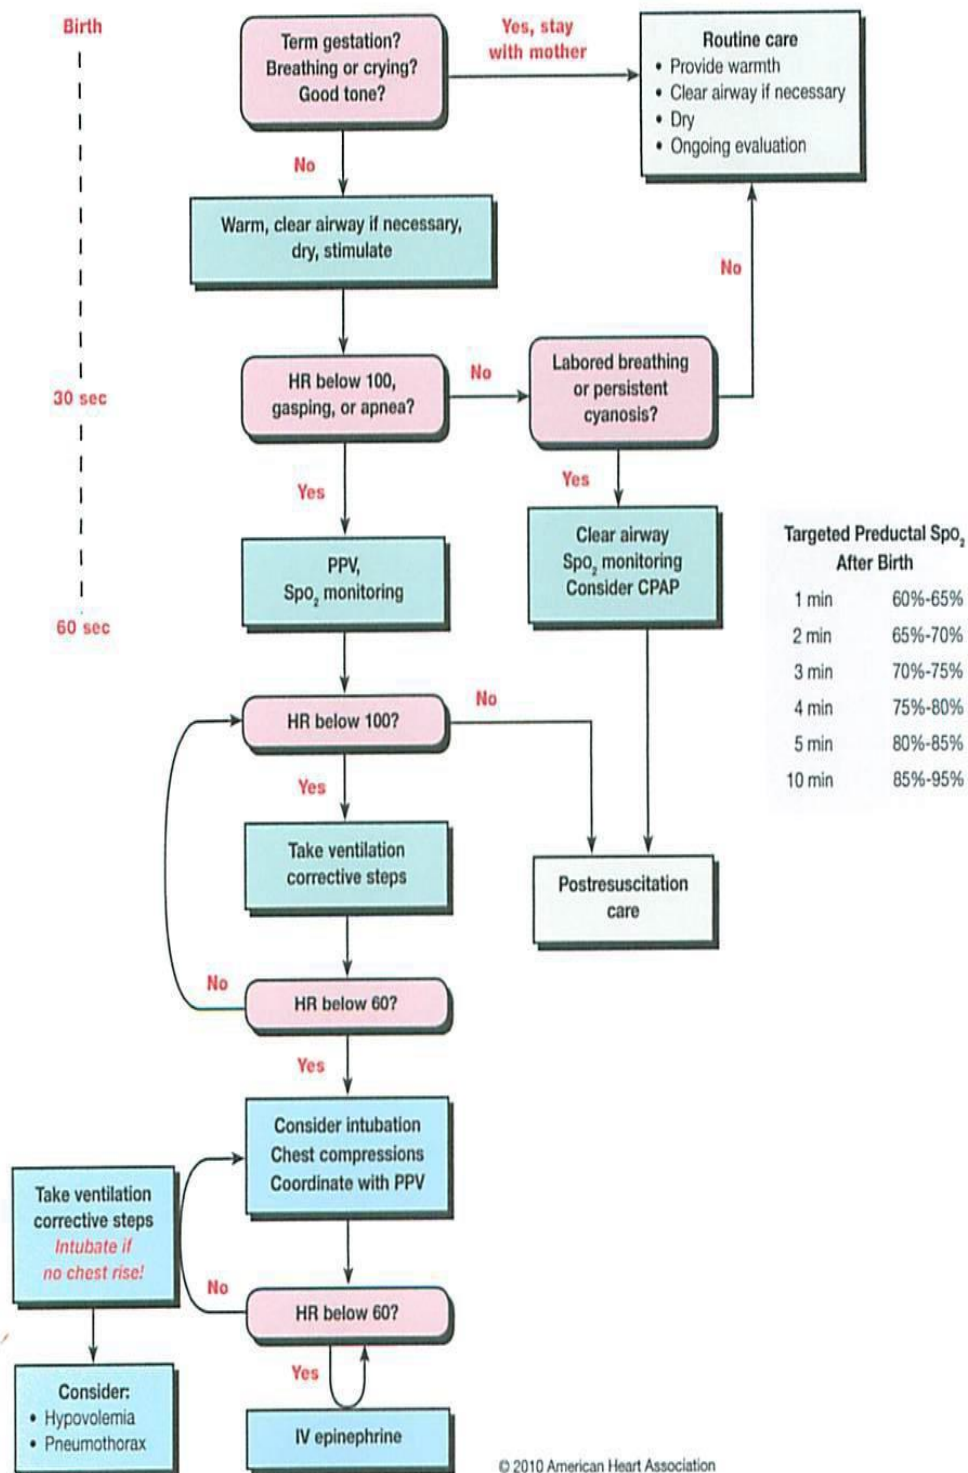 Birth
Term gestation?
Breathing or crying?
Good tone?
Yes, stay
with mother
Routine care
• Provide warmth
• Clear airway if necessary
• Dry
• Ongoing evaluation
No
Warm, clear airway if necessary,
dry, stimulate
No
30 sec
HR below 100,
gasping, or apnea?
No
Labored breathing
or persistent
cyanosis?
Yes
Yes
PPV,
Spo₂ monitoring
Clear airway
Spo₂ monitoring
Consider CPAP
60 sec
Targeted Preductal Spo₂
After Birth
1 min 60%-65%
2 min 65%-70%
3 min 70%-75%
4 min 75%-80%
5 min 80%-85%
10 min 85%-95%
HR below 100?
No
Yes
Take ventilation
corrective steps
Postresuscitation
care
No
HR below 60?
Yes
Consider intubation
Chest compressions
Coordinate with PPV
Take ventilation
corrective steps
Intubate if
no chest rise!
No
HR below 60?
Yes
Consider:
• Hypovolemia
• Pneumothorax
IV epinephrine
© 2010 American Heart Association